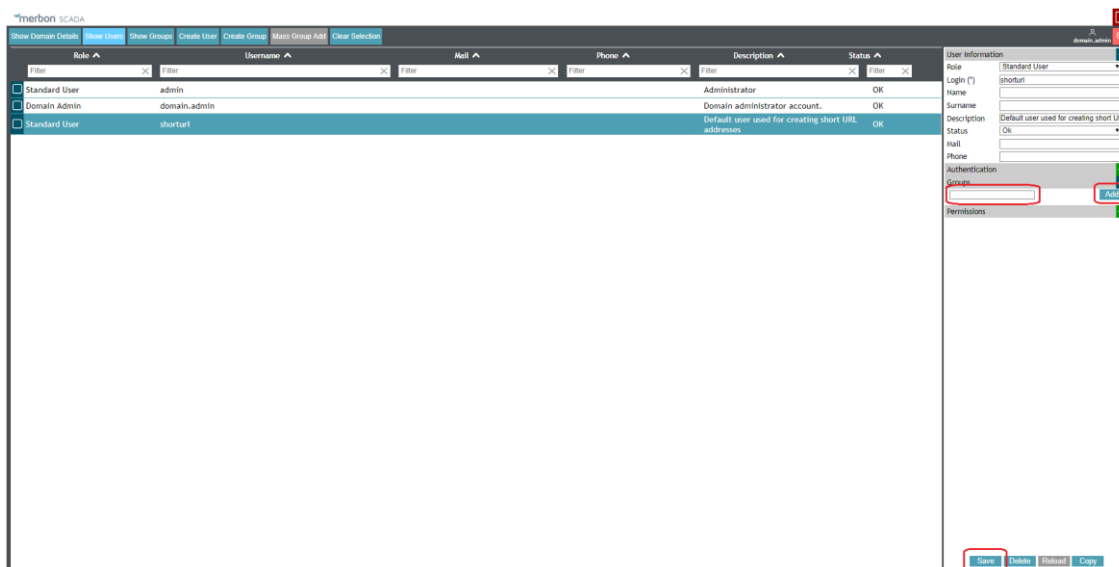 merbon SCADA
Show Domain Details Show Users Show Groups Create User Create Group Mass Group Add Clear Selection
domain.admin
Role Username Mail Phone Description Status
Filter Filter Filter Filter Filter Filter
Standard User admin Administrator OK
Domain Admin domain.admin Domain administrator account. OK
Standard User shorturl Default user used for creating short URL addresses OK
User Information
Role Standard User
Login (*) shorturl
Name
Surname
Description Default user used for creating short
Status Ok
Mail
Phone
Authentication
Groups
Add
Permissions
Save Delete Reload Copy